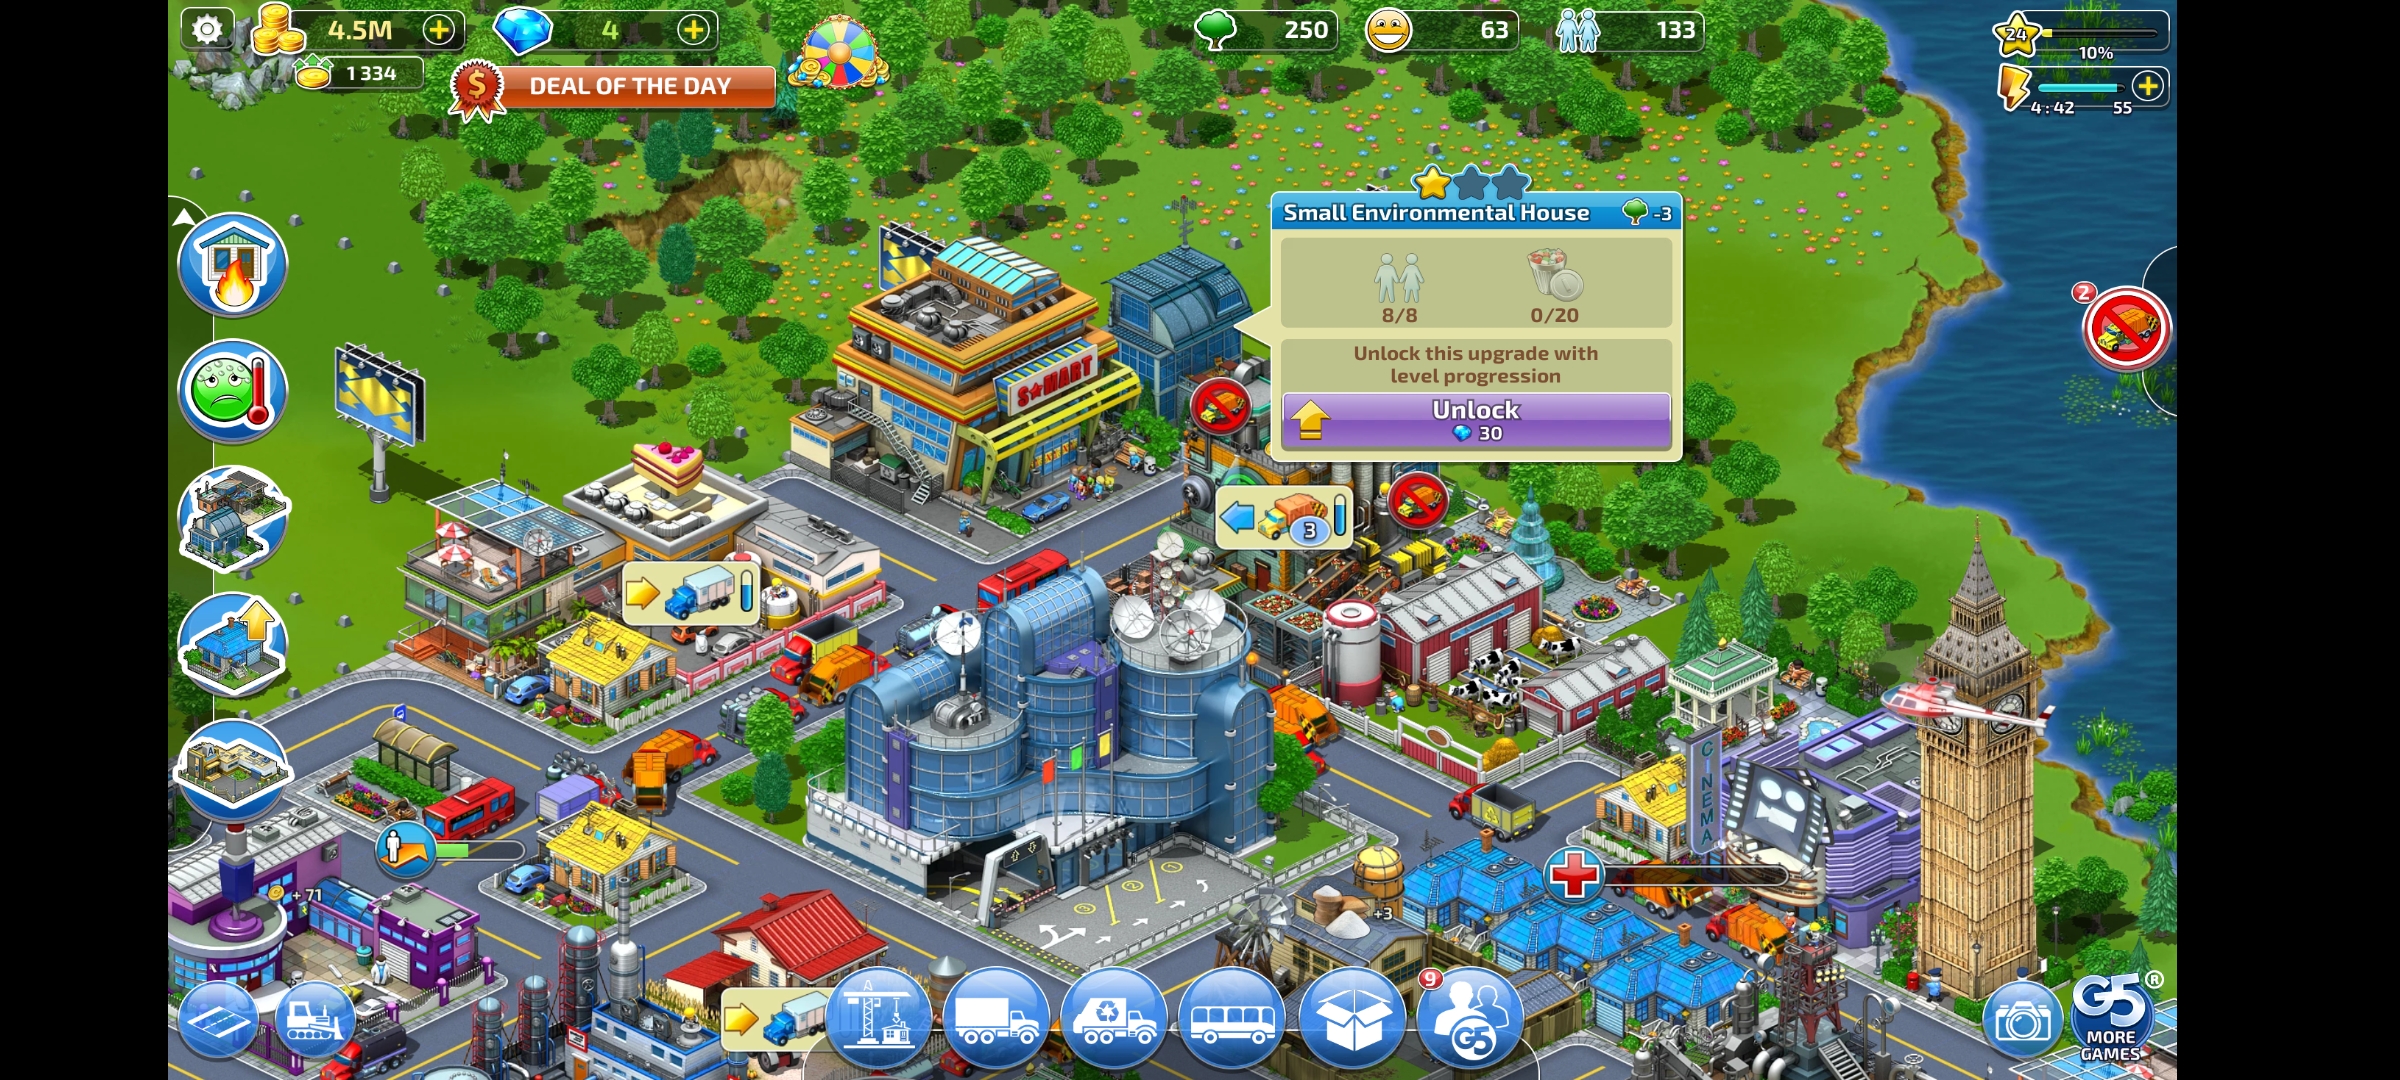 4.5M
4
250
63
133
24
10%
1 334
DEAL OF THE DAY
4:42
55
Small Environmental House
-3
8/8
0/20
Unlock this upgrade with
level progression
Unlock
30
2
S★MART
3
CINEMA
+71
+3
9
G5
G5®
MORE
GAMES